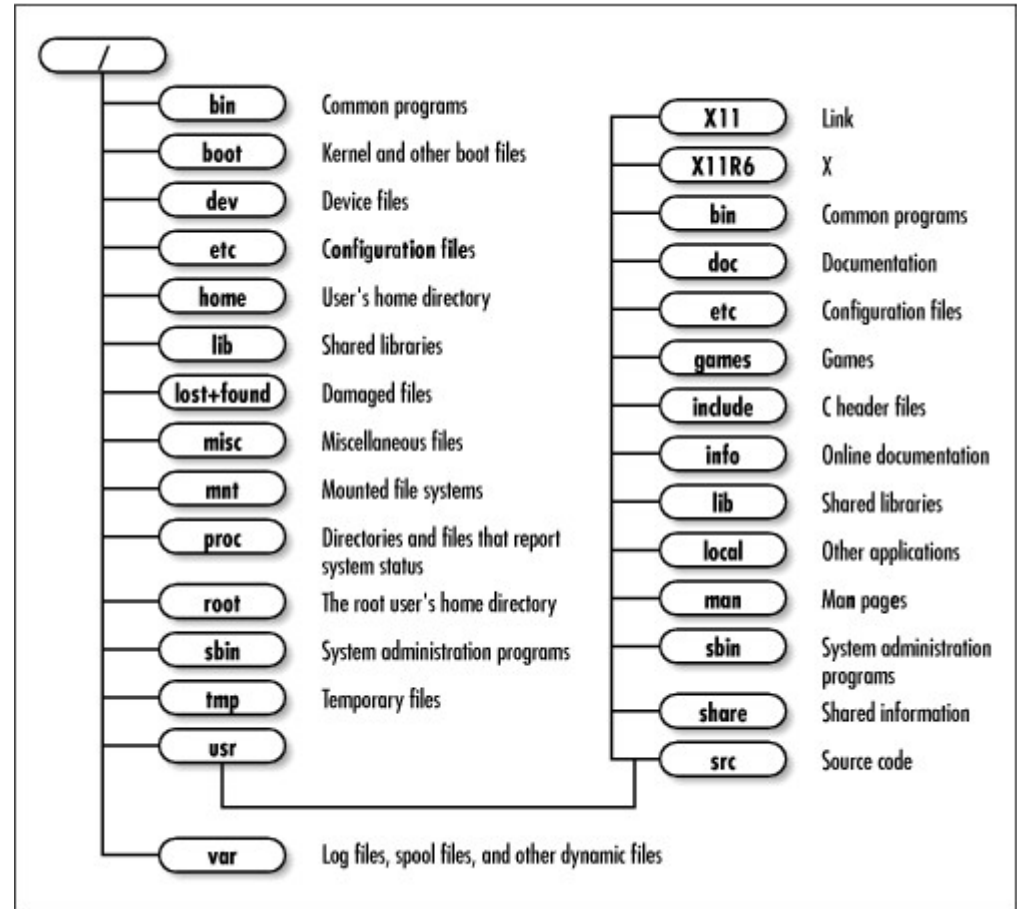 /
bin Common programs
boot Kernel and other boot files
dev Device files
etc Configuration files
home User's home directory
lib Shared libraries
lost+found Damaged files
misc Miscellaneous files
mnt Mounted file systems
proc Directories and files that report
system status
root The root user's home directory
sbin System administration programs
tmp Temporary files
usr
var Log files, spool files, and other dynamic files
X11 Link
X11R6 X
bin Common programs
doc Documentation
etc Configuration files
games Games
include C header files
info Online documentation
lib Shared libraries
local Other applications
man Man pages
sbin System administration
programs
share Shared information
src Source code